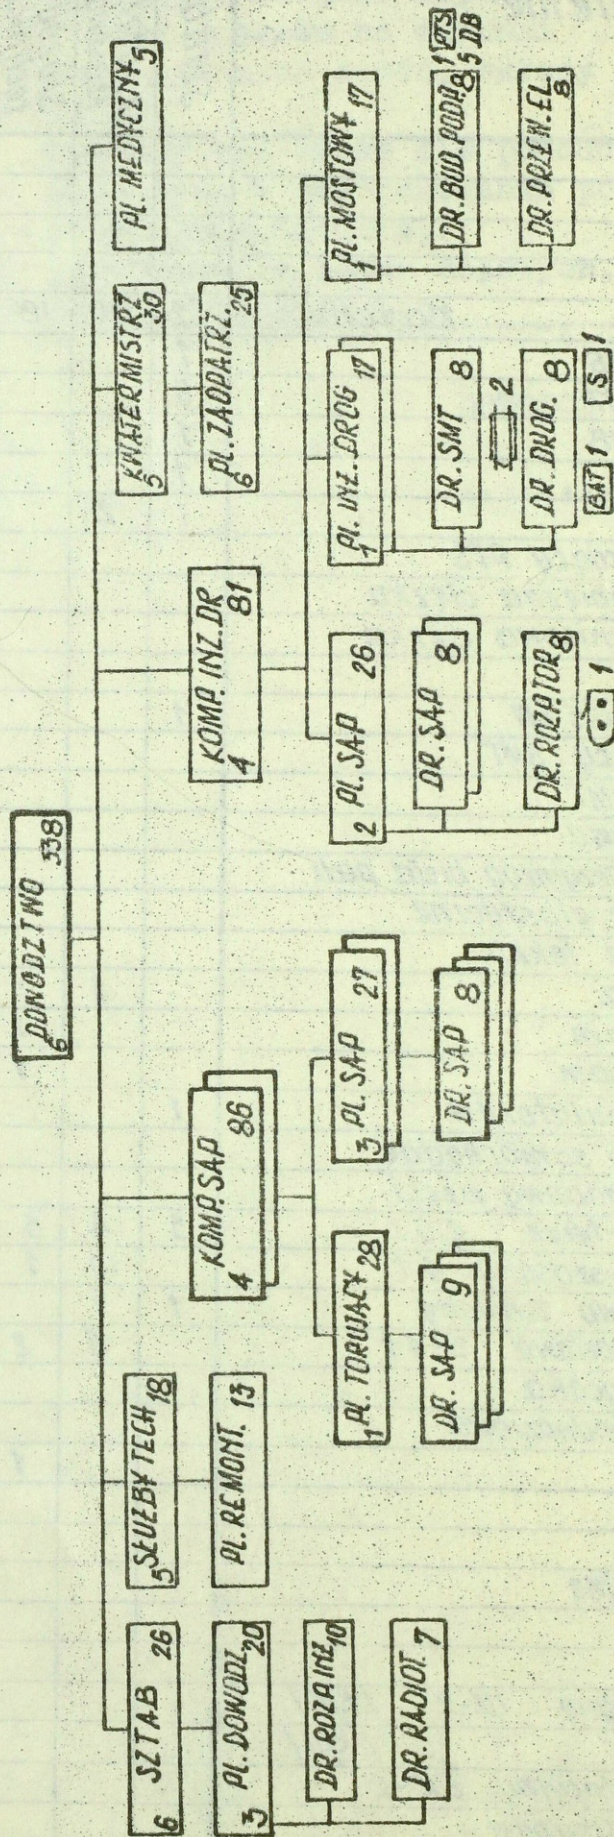 DOWODZTWO
6 338
SZTAB
6 26
PL. DOWODZ.
3 20
DR. ROZP. INŻ.
10
DR. RADIOT.
7
SŁUŻBY TECH
5 18
PL. REMONT.
13
KOMP. SAP
4 86
PL. TORUJĄCY
1 28
DR. SAP
9
PL. SAP
3 27
DR. SAP
8
KOMP. INŻ. DR
4 81
PL. SAP
2 26
DR. SAP
8
DR. ROZP. TOR.
8
1
PL. INŻ. DROG
1 17
DR. SMT
8
2
DR. DROG.
8
BAT 1
S 1
PL. MOSTOWY
1 17
DR. BUD. PODP.
8
1 PTS
5 DB
DR. PRZEW. EL.
8
KWATERMISTRZ
5 30
PL. ZAOPATRZ.
6 25
PL. MEDYCZNY
5